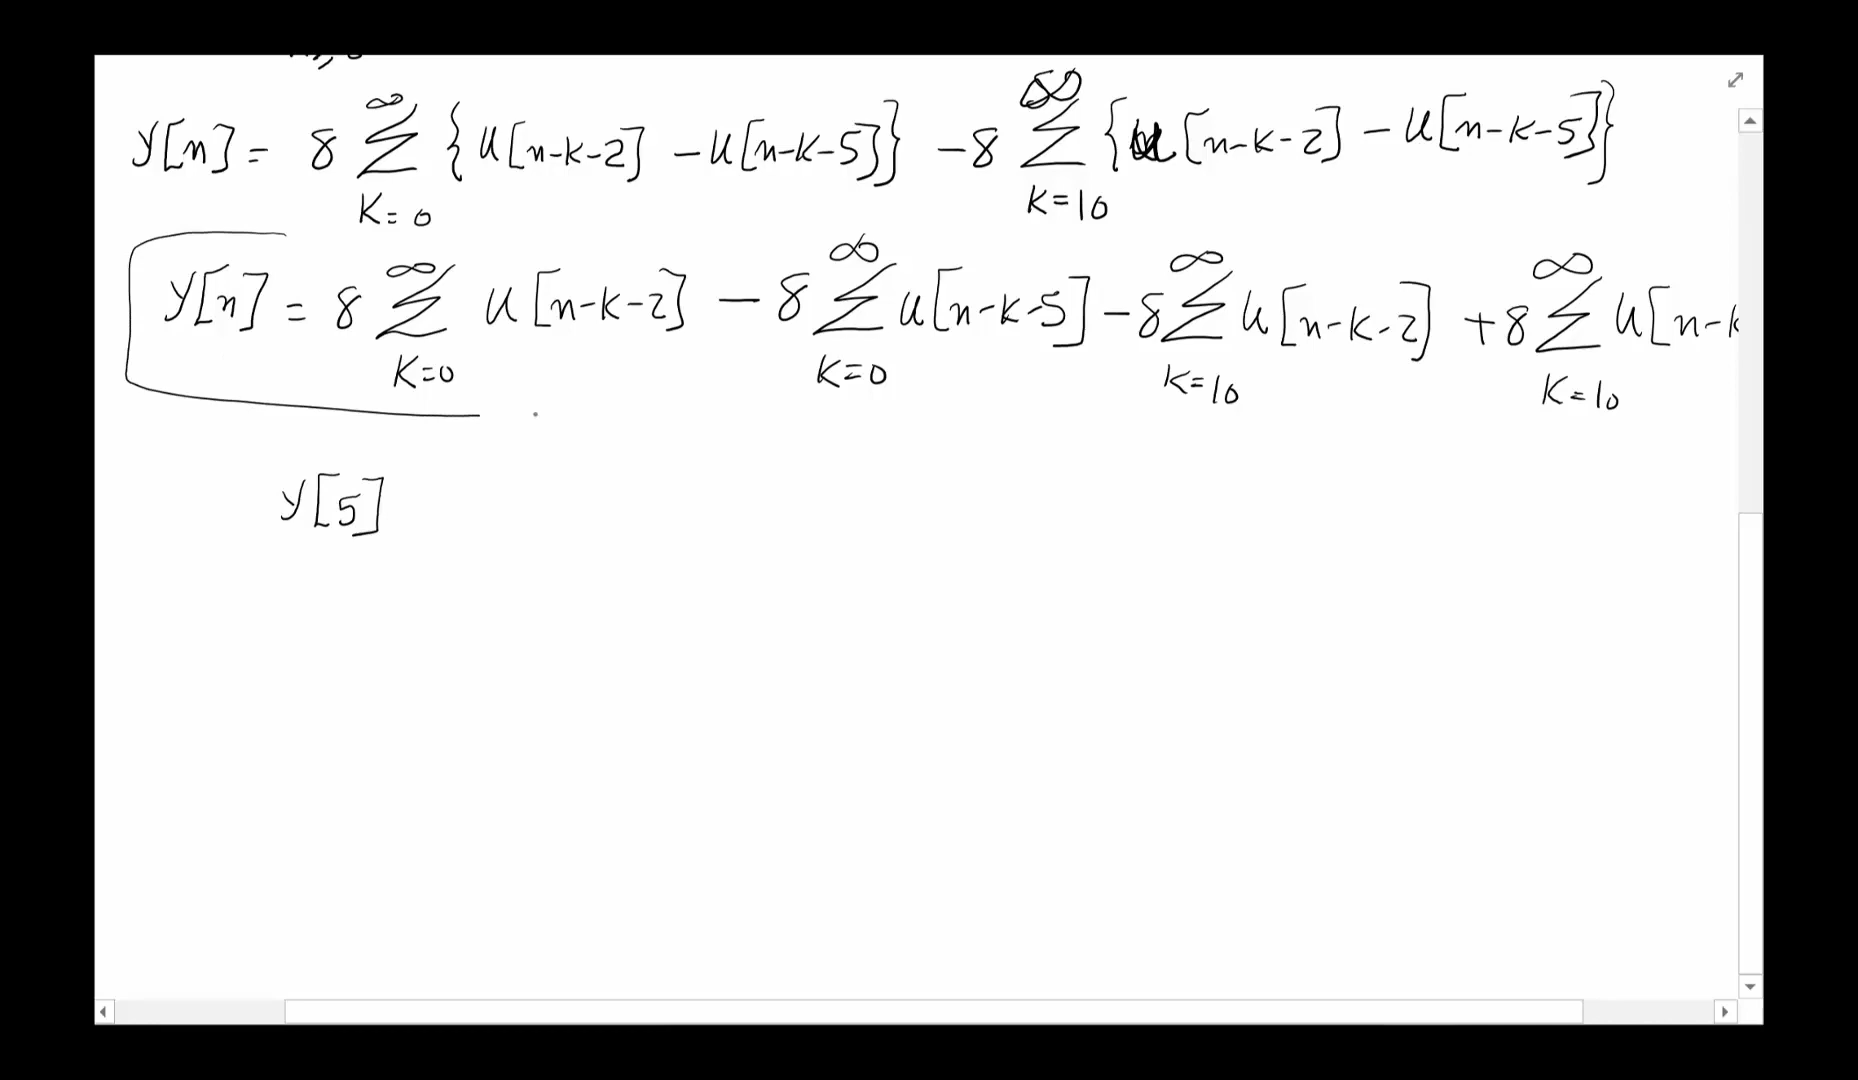 y[n] = 8 ∞ Σ K=0 {u[n-k-2] - u[n-k-5]} - 8 ∞ Σ K=10 {u[n-k-2] - u[n-k-5]}
y[n] = 8 ∞ Σ K=0 u[n-k-2] - 8 ∞ Σ K=0 u[n-k-5] - 8 ∞ Σ K=10 u[n-k-2] + 8 ∞ Σ K=10 u[n-k
y[5]